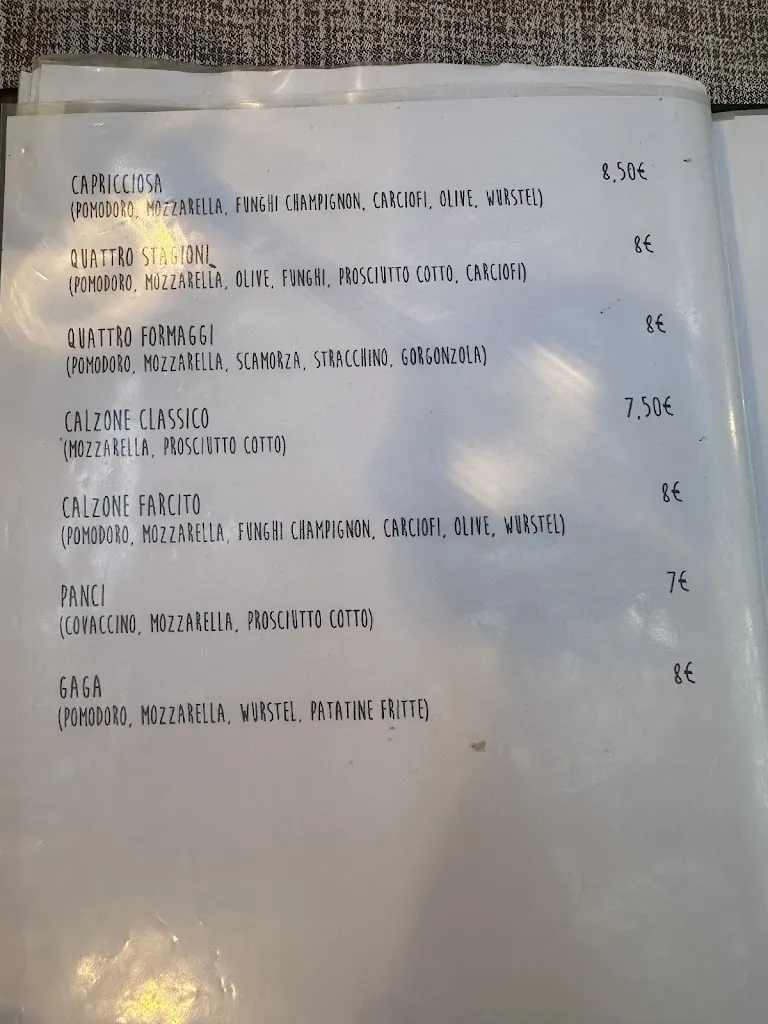 CAPRICCIOSA 8,50€
(POMODORO, MOZZARELLA, FUNGHI CHAMPIGNON, CARCIOFI, OLIVE, WURSTEL)
QUATTRO STAGIONI 8€
(POMODORO, MOZZARELLA, OLIVE, FUNGHI, PROSCIUTTO COTTO, CARCIOFI)
QUATTRO FORMAGGI 8€
(POMODORO, MOZZARELLA, SCAMORZA, STRACCHINO, GORGONZOLA)
CALZONE CLASSICO 7,50€
(MOZZARELLA, PROSCIUTTO COTTO)
CALZONE FARCITO 8€
(POMODORO, MOZZARELLA, FUNGHI CHAMPIGNON, CARCIOFI, OLIVE, WURSTEL)
PANCI 7€
(COVACCINO, MOZZARELLA, PROSCIUTTO COTTO)
GAGA 8€
(POMODORO, MOZZARELLA, WURSTEL, PATATINE FRITTE)